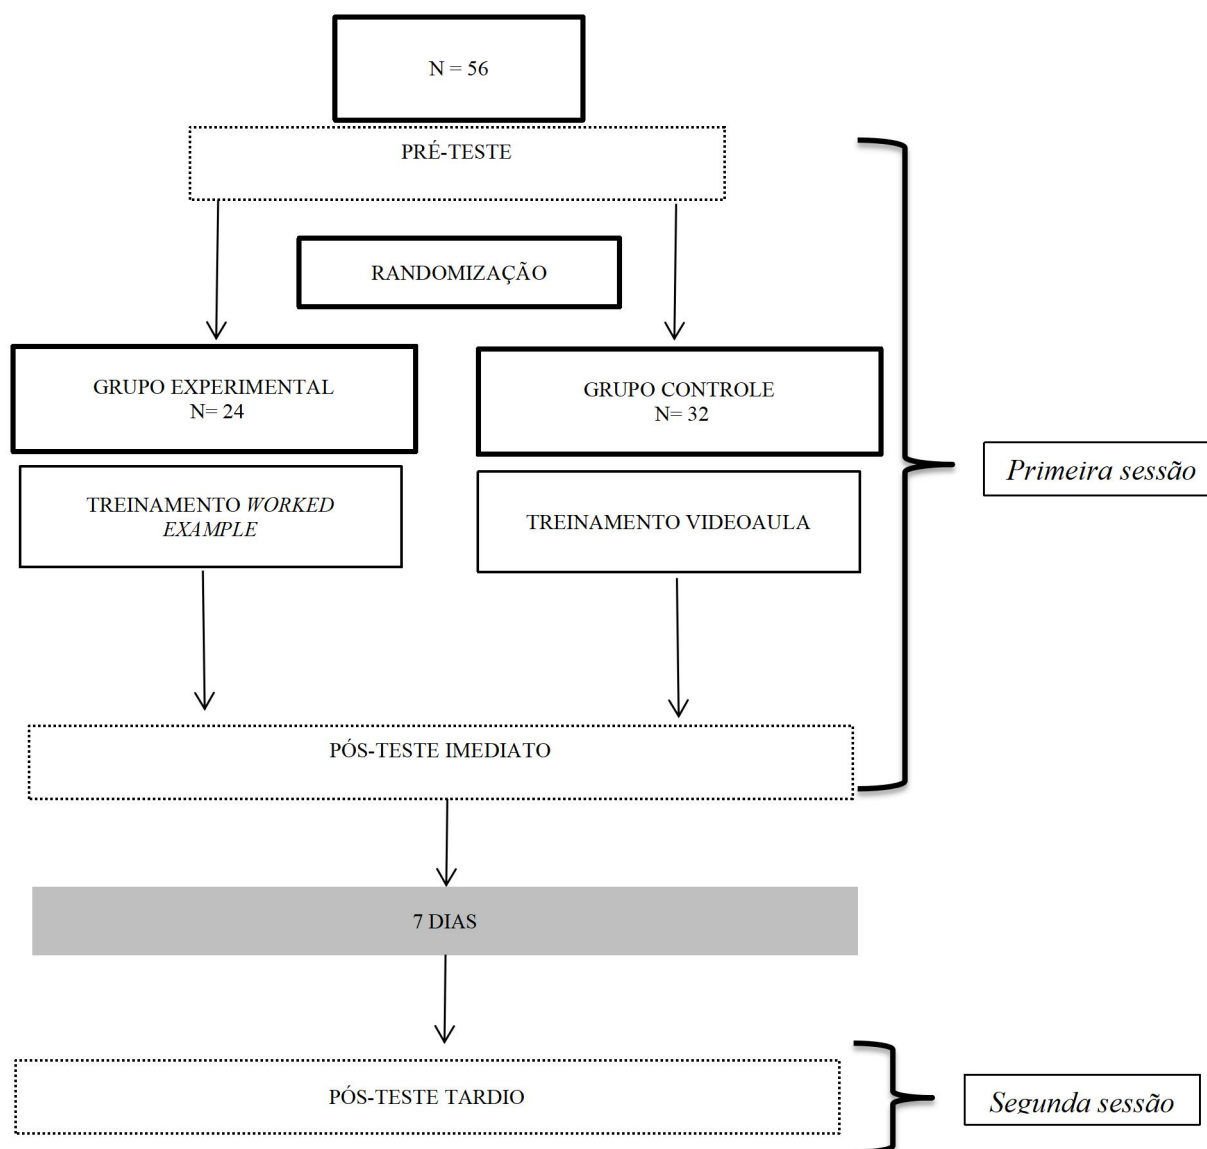 N = 56
PRÉ-TESTE
RANDOMIZAÇÃO
GRUPO EXPERIMENTAL
N= 24
GRUPO CONTROLE
N= 32
Primeira sessão
TREINAMENTO WORKED
EXAMPLE
TREINAMENTO VIDEOAULA
PÓS-TESTE IMEDIATO
7 DIAS
PÓS-TESTE TARDIO
Segunda sessão